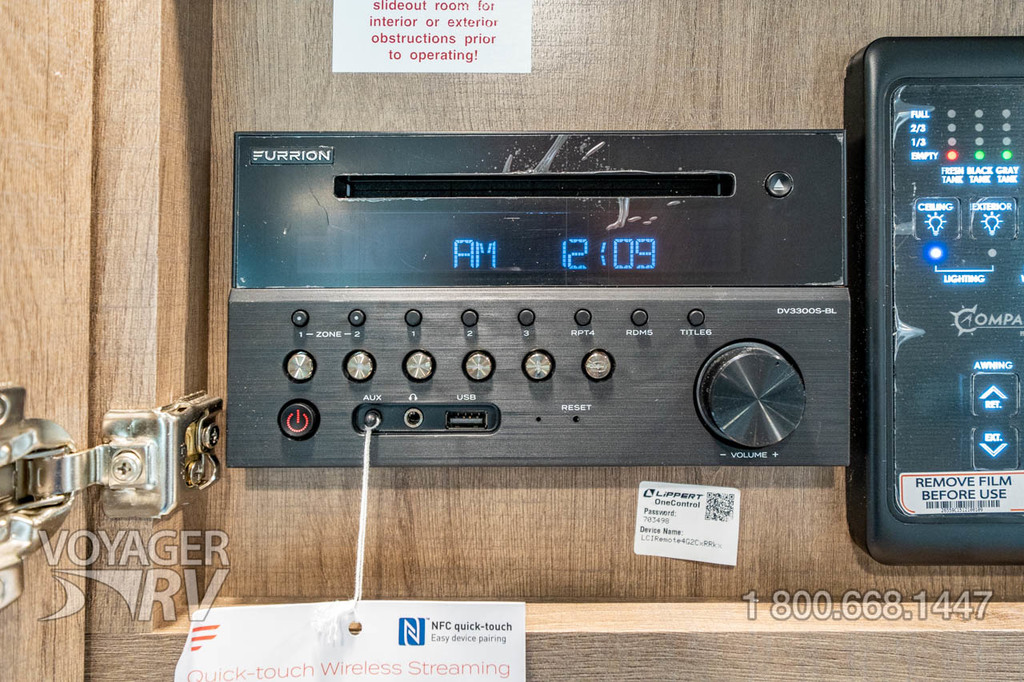 slideout room for
interior or exterior
obstructions prior
to operating!
FURRION
AM 12:09
DV3300S-BL
1 - ZONE - 2 1 2 3 RPT4 RDM5 TITLE6
AUX USB RESET
- VOLUME +
FULL
2/3
1/3
EMPTY
FRESH TANK BLACK TANK GRAY TANK
CEILING EXTERIOR
LIGHTING
COMPA
AWNING
RET.
EXT.
REMOVE FILM
BEFORE USE
LIPPERT
OneControl
Password:
703498
Device Name:
VOYAGER
RV
1 800.668.1447
NFC quick-touch
Easy device pairing
Quick-touch Wireless Streaming